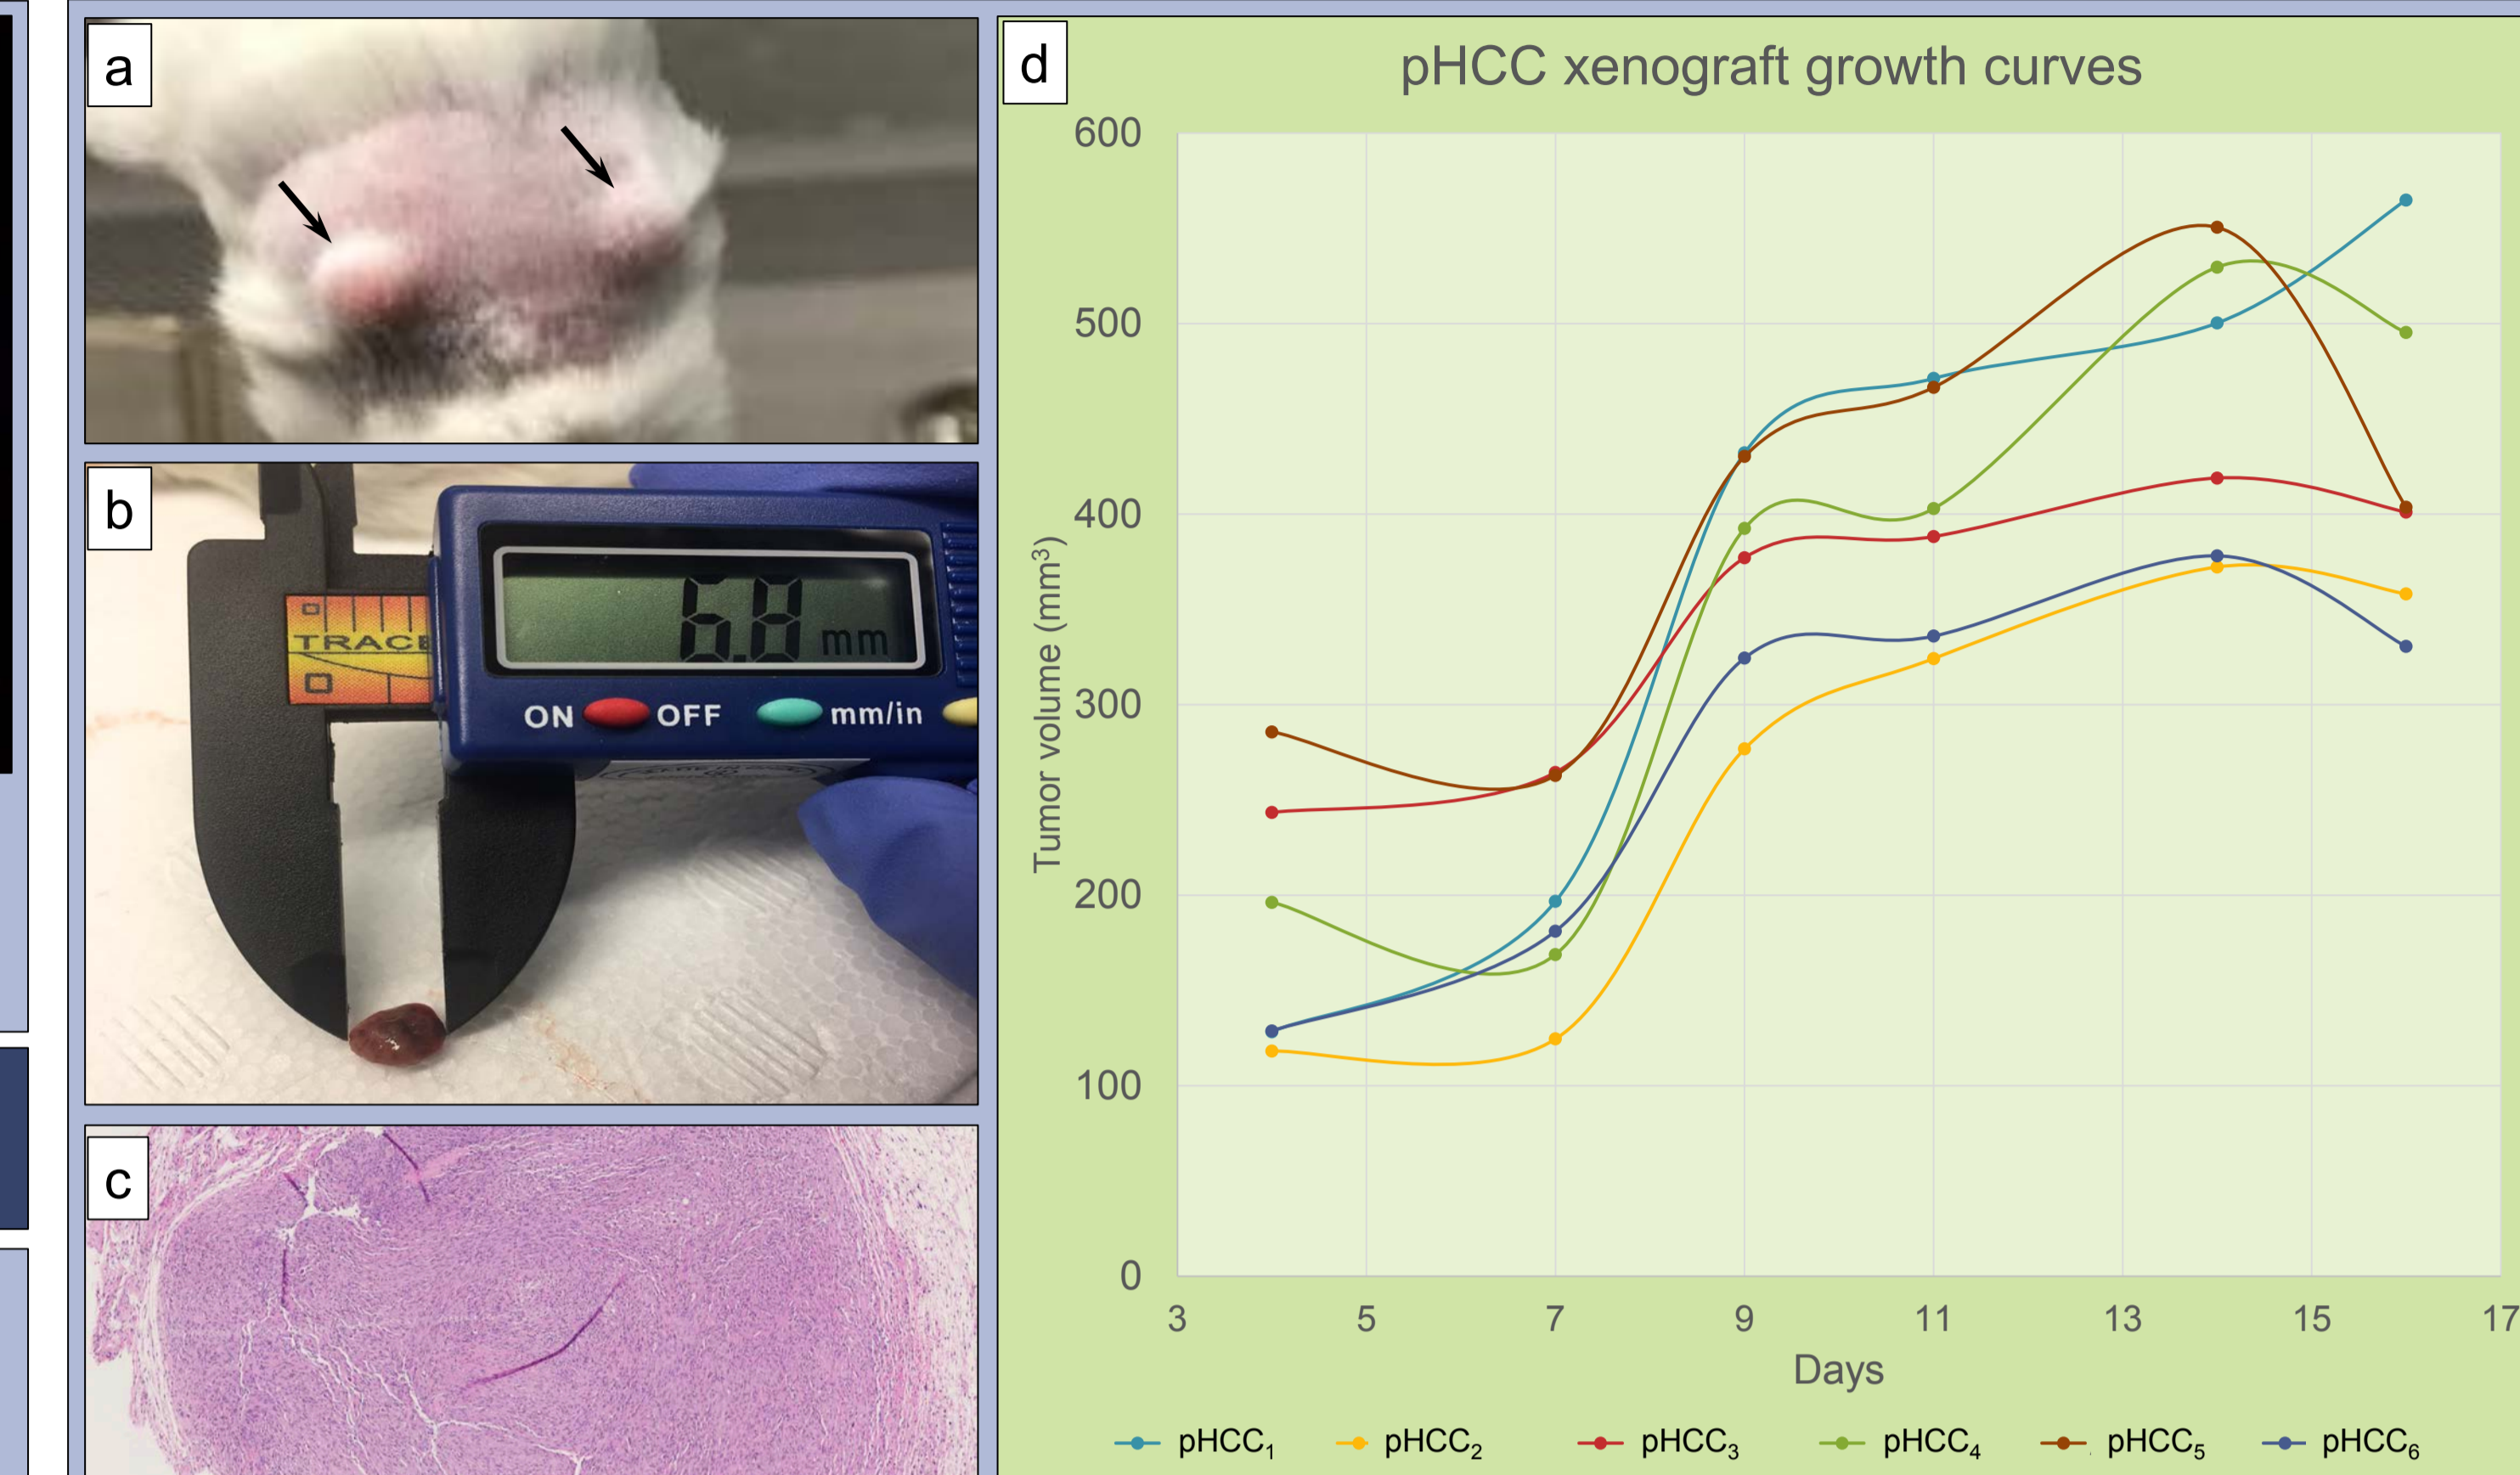 a
b
TRACE
6.8 mm
ON OFF mm/in
c
d
pHCC xenograft growth curves
Tumor volume (mm³)
600
500
400
300
200
100
0
3 5 7 9 11 13 15 17
Days
pHCC₁ pHCC₂ pHCC₃ pHCC₄ pHCC₅ pHCC₆